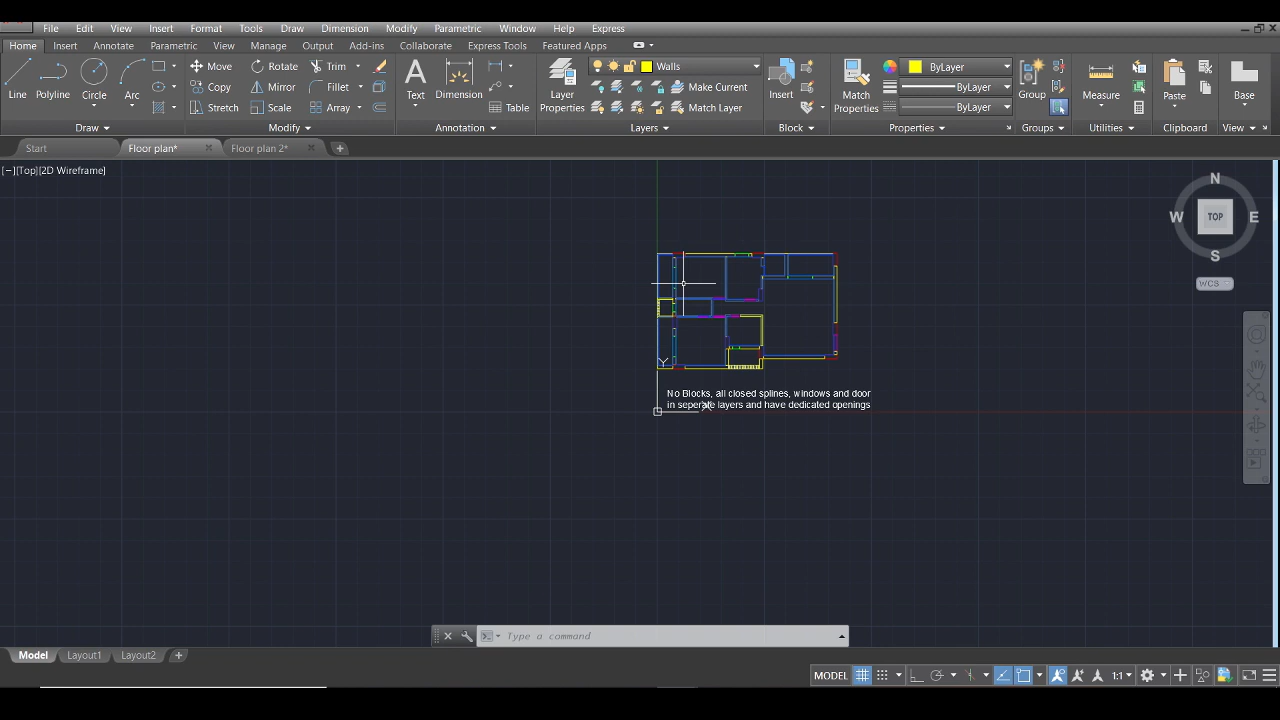 File Edit View Insert Format Tools Draw Dimension Modify Parametric Window Help Express
Home Insert Annotate Parametric View Manage Output Add-ins Collaborate Express Tools Featured Apps
Line Polyline Circle Arc
Move Rotate Trim
Copy Mirror Fillet
Stretch Scale Array
Text Dimension Table
Layer Properties
Walls
Make Current
Match Layer
Insert
Match Properties
ByLayer
ByLayer
ByLayer
Group
Measure
Paste
Base
Draw Modify Annotation Layers Block Properties Groups Utilities Clipboard View
Start Floor plan* Floor plan 2*
[−][Top][2D Wireframe]
N
W TOP E
S
WCS
Y
No Blocks, all closed splines, windows and door
in seperate layers and have dedicated openings
X
Type a command
Model Layout1 Layout2
MODEL 1:1